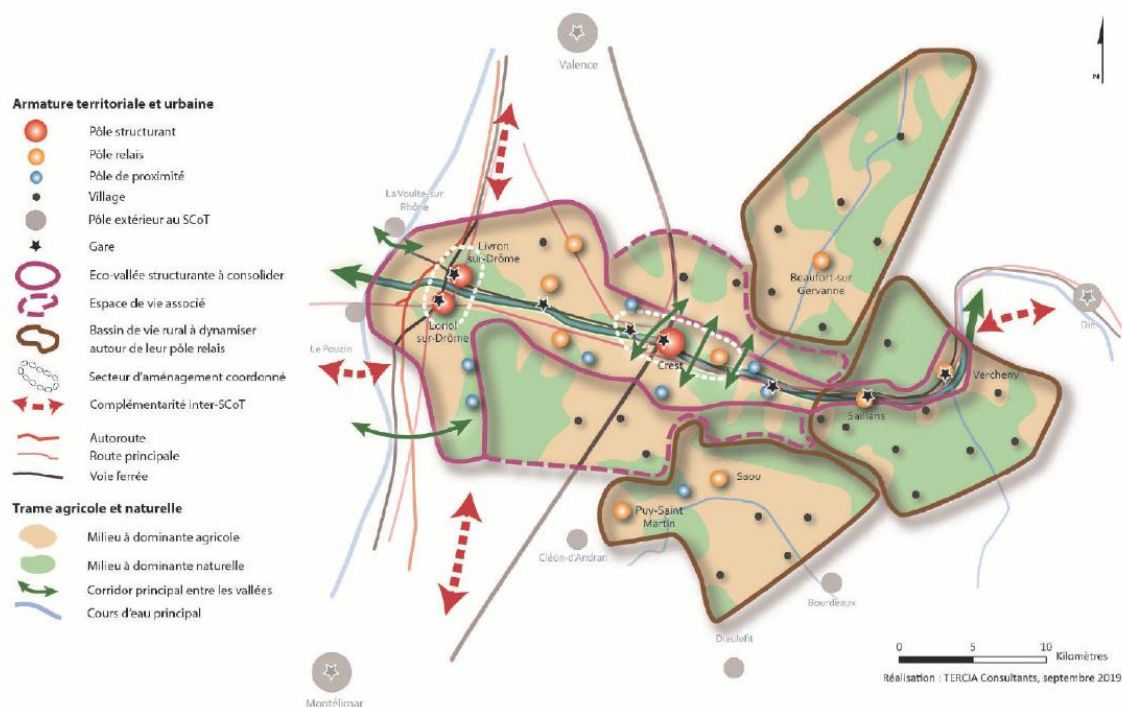 Armature territoriale et urbaine
Pôle structurant
Pôle relais
Pôle de proximité
Village
Pôle extérieur au SCoT
Gare
Eco-vallée structurante à consolider
Espace de vie associé
Bassin de vie rural à dynamiser
autour de leur pôle relais
Secteur d'aménagement coordonné
Complémentarité inter-SCoT
Autoroute
Route principale
Voie ferrée
Trame agricole et naturelle
Milieu à dominante agricole
Milieu à dominante naturelle
Corridor principal entre les vallées
Cours d'eau principal
Valence
N
La Voulte-sur
Rhône
Livron
sur-Drôme
Beaufort-sur
Gervanne
Die
Loriol
sur-Drôme
Le Pouzin
Crest
Vercheny
Saillans
Saou
Puy-Saint
Martin
Cléon-d'Andran
Bourdeaux
Dieulefit
Montélimar
0 5 10
Kilomètres
Réalisation : TERCIA Consultants, septembre 2019